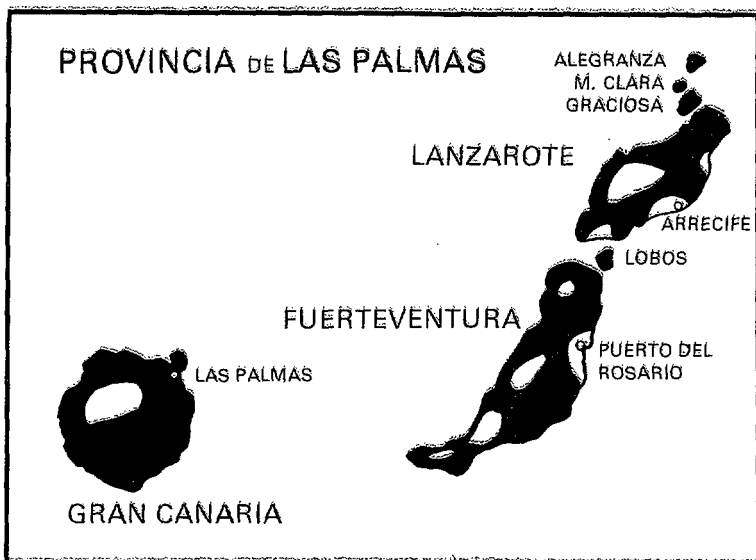 PROVINCIA DE LAS PALMAS
ALEGRANZA
M. CLARA
GRACIOSA
LANZAROTE
ARRECIFE
LOBOS
FUERTEVENTURA
PUERTO DEL
ROSARIO
LAS PALMAS
GRAN CANARIA